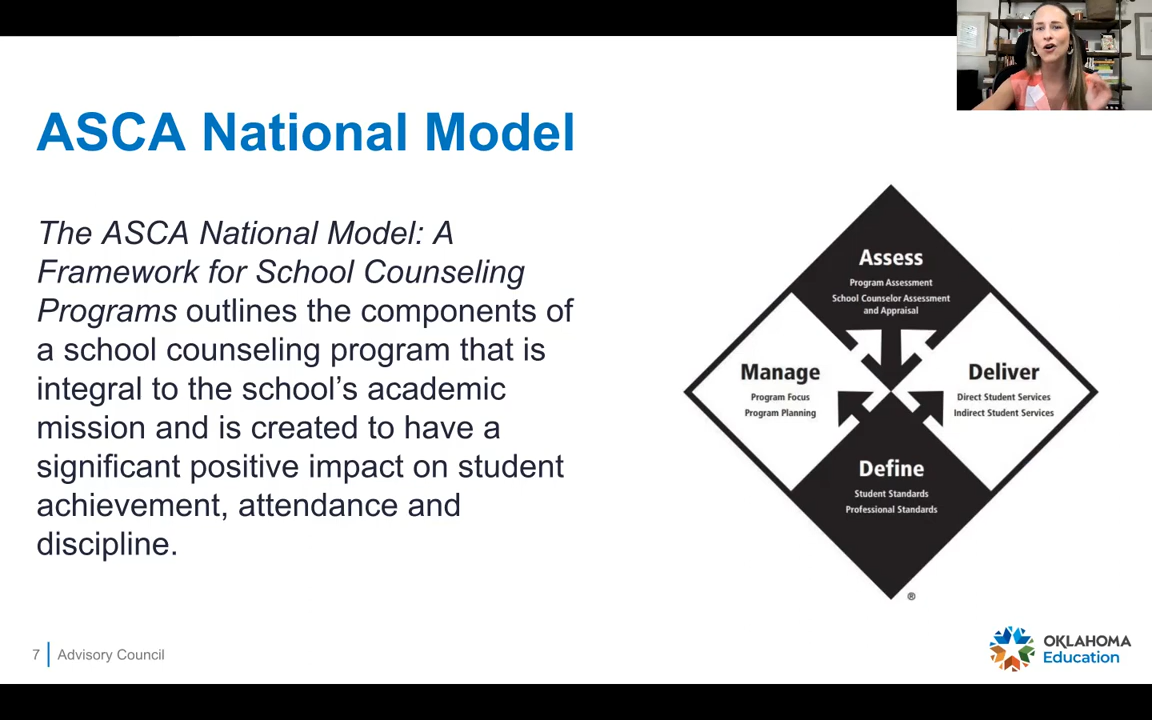 ASCA National Model
The ASCA National Model: A
Framework for School Counseling
Programs outlines the components of
a school counseling program that is
integral to the school’s academic
mission and is created to have a
significant positive impact on student
achievement, attendance and
discipline.
Assess
Program Assessment
School Counselor Assessment
and Appraisal
Manage
Program Focus
Program Planning
Deliver
Direct Student Services
Indirect Student Services
Define
Student Standards
Professional Standards
®
7 Advisory Council
OKLAHOMA
Education